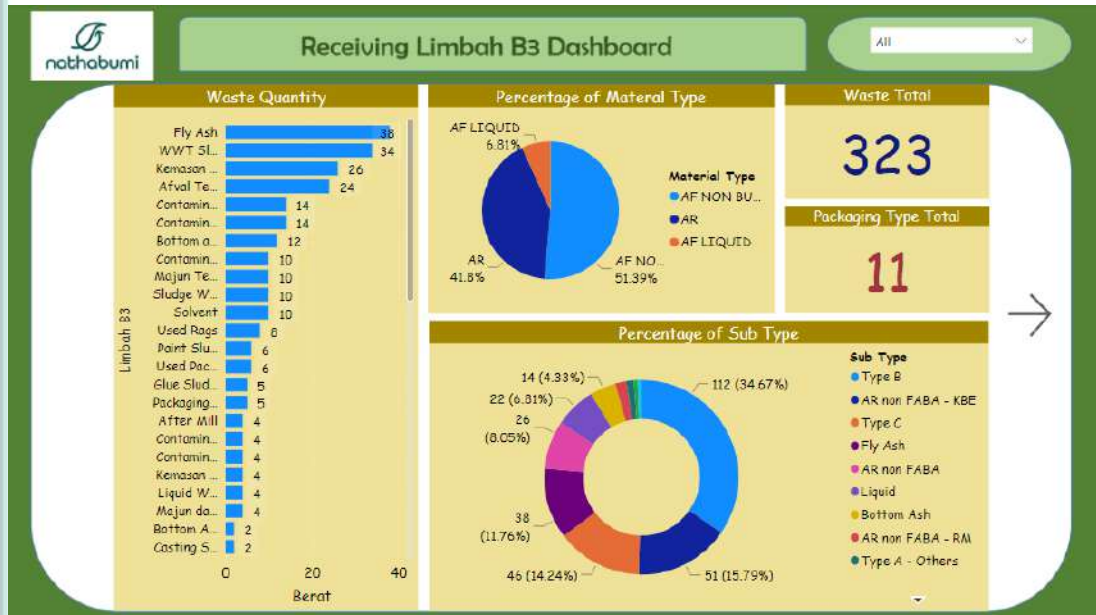 nathabumi
Receiving Limbah B3 Dashboard
All
Waste Quantity
Limbah B3
Fly Ash 38
WWT Sl... 34
Kemasan ... 26
Afval Te... 24
Contamin... 14
Contamin... 14
Bottom a... 12
Contamin... 10
Majun Te... 10
Sludge W... 10
Solvent 10
Used Rags 8
Paint Slu... 6
Used Pac... 6
Glue Slud... 5
Packaging... 5
After Mill 4
Contamin... 4
Contamin... 4
Kemasan ... 4
Liquid W... 4
Majun da... 4
Bottom A... 2
Casting S... 2
0 20 40
Berat
Percentage of Materal Type
AF LIQUID
6.81%
AR
41.8%
AF NO...
51.39%
Material Type
AF NON BU...
AR
AF LIQUID
Waste Total
323
Packaging Type Total
11
Percentage of Sub Type
14 (4.33%)
22 (6.81%)
26
(8.05%)
38
(11.76%)
46 (14.24%)
51 (15.79%)
112 (34.67%)
Sub Type
Type B
AR non FABA - KBE
Type C
Fly Ash
AR non FABA
Liquid
Bottom Ash
AR non FABA - RM
Type A - Others